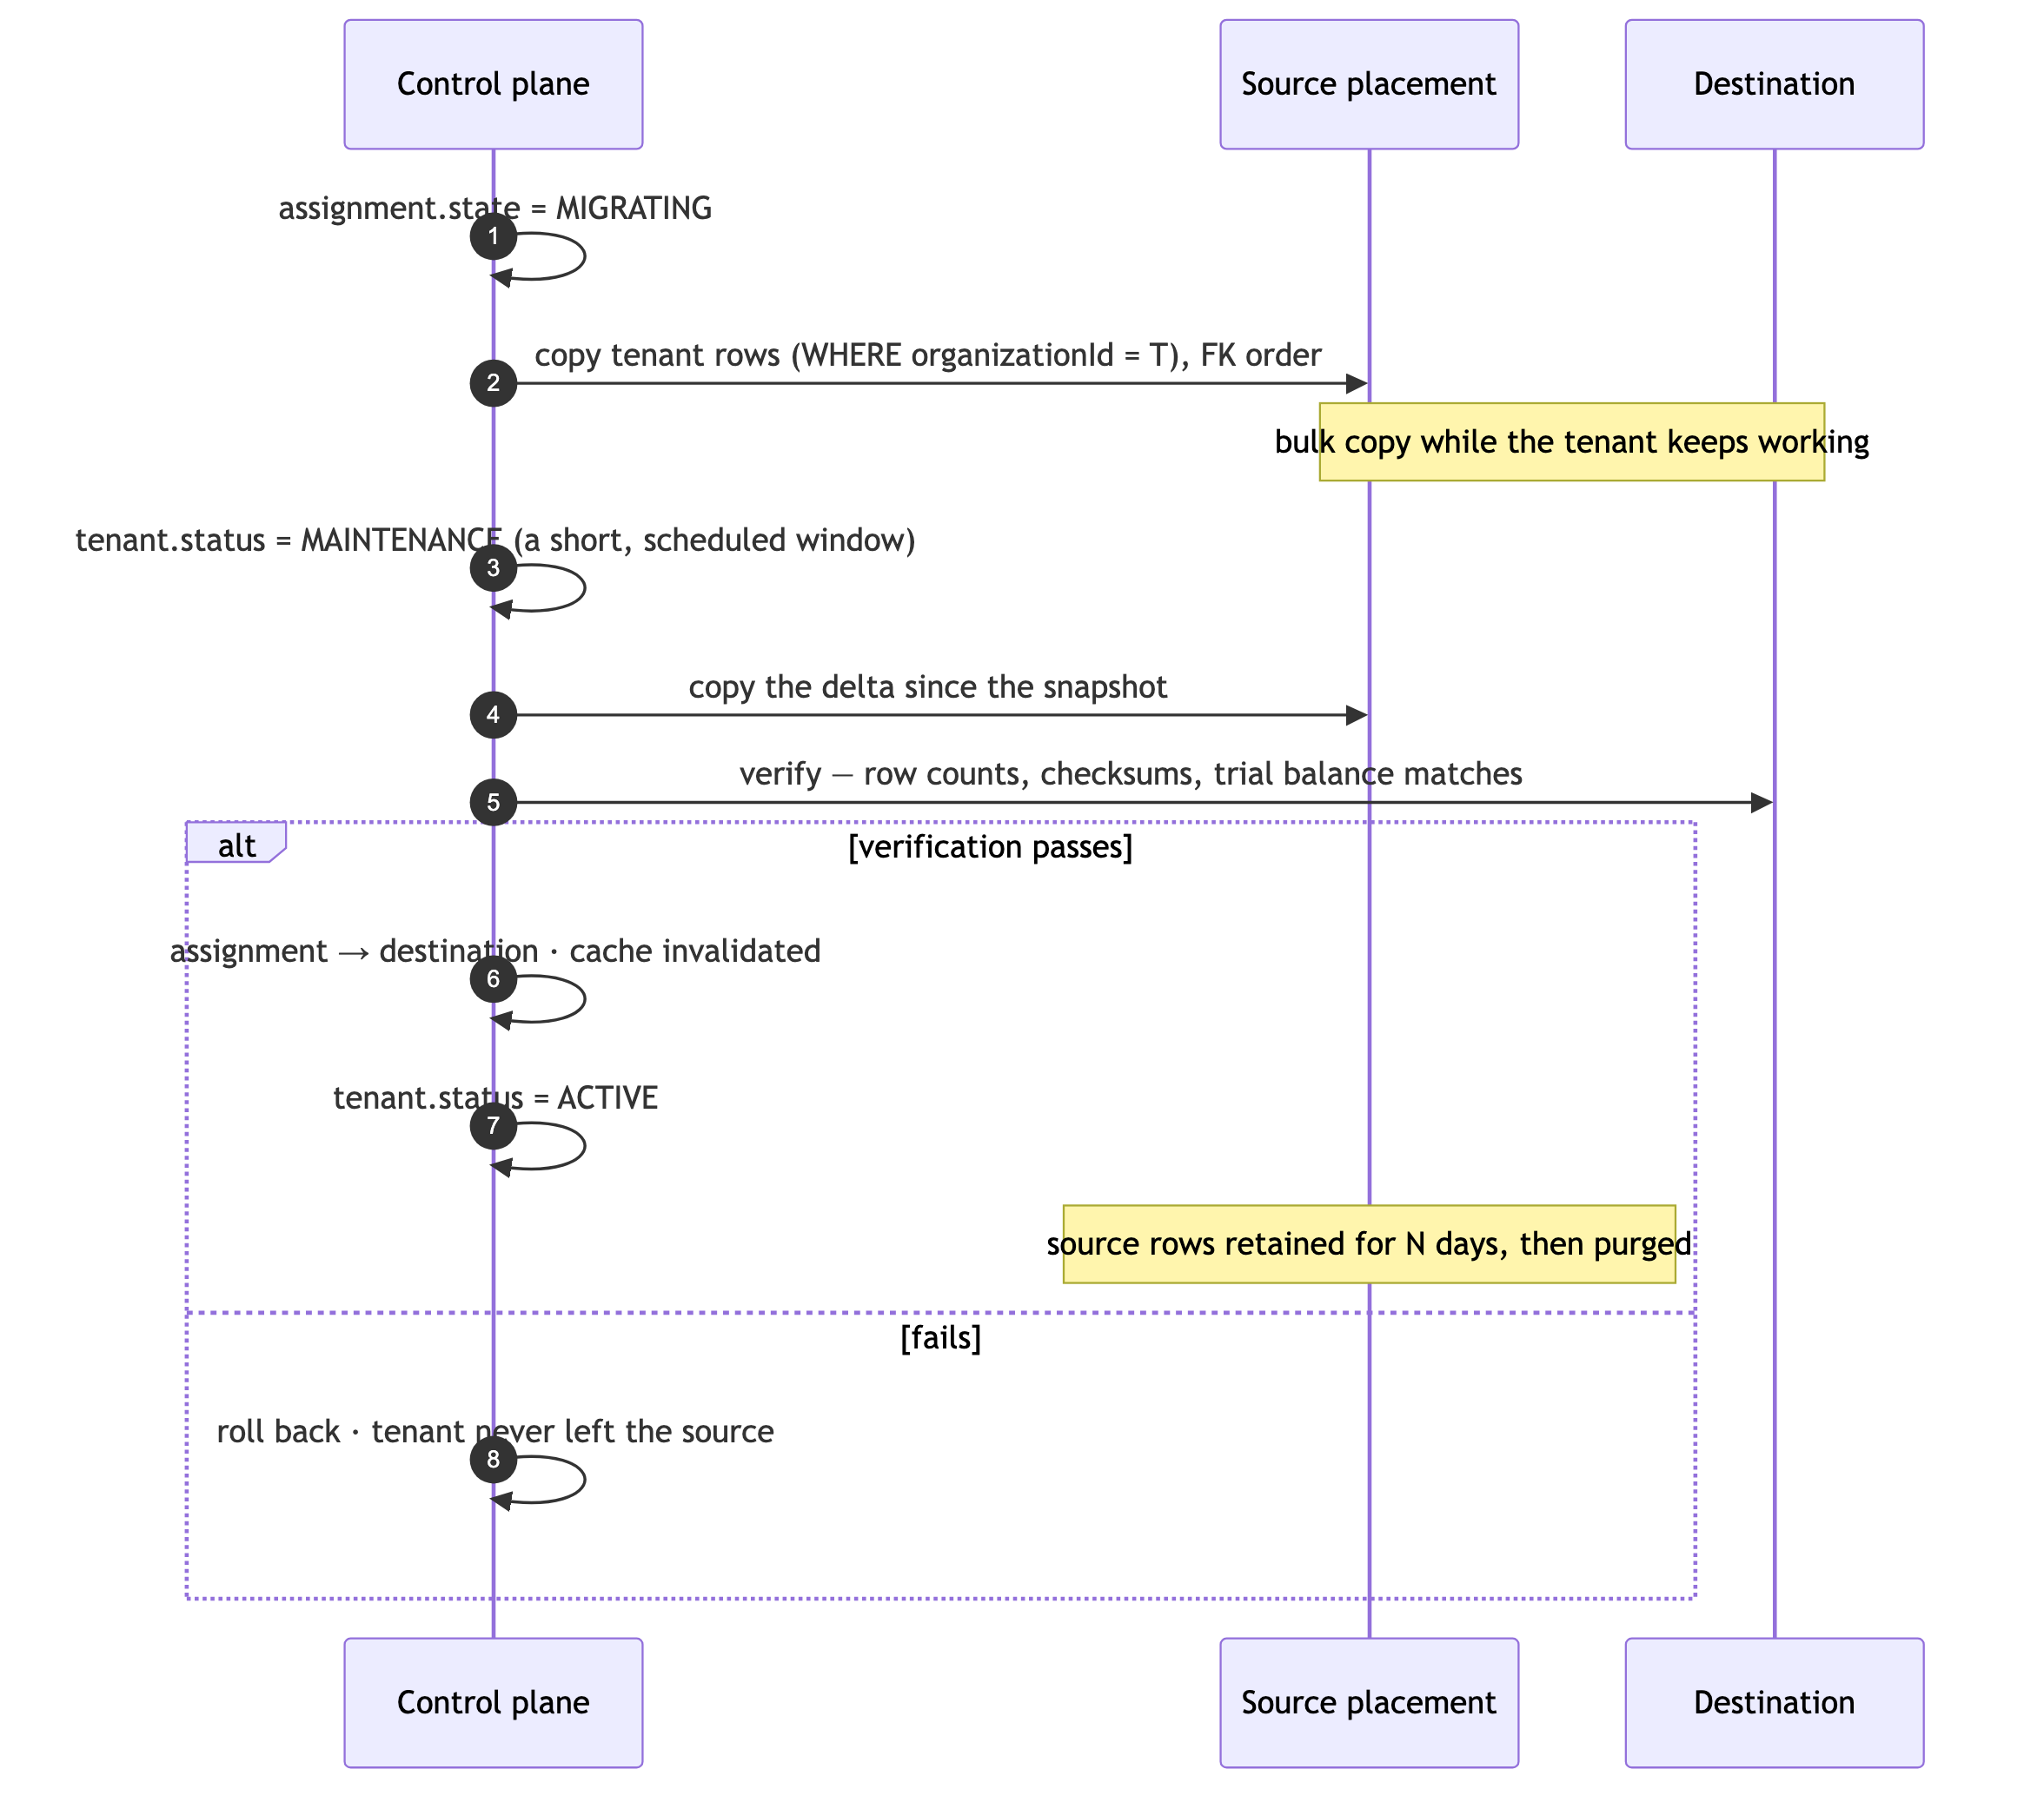 Control plane
Source placement
Destination
assignment.state = MIGRATING
1
copy tenant rows (WHERE organizationId = T), FK order
2
bulk copy while the tenant keeps working
tenant.status = MAINTENANCE (a short, scheduled window)
3
copy the delta since the snapshot
4
verify — row counts, checksums, trial balance matches
5
alt
[verification passes]
assignment → destination · cache invalidated
6
tenant.status = ACTIVE
7
source rows retained for N days, then purged
[fails]
roll back · tenant never left the source
8
Control plane
Source placement
Destination